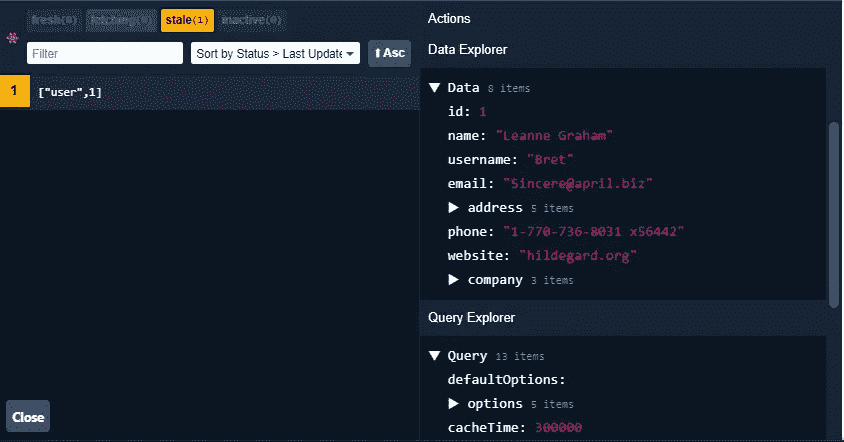 fresh(0) fetching(0) stale(1) inactive(0)
Filter
Sort by Status > Last Update
⬆ Asc
1
["user",1]
Close
Actions
Data Explorer
▼ Data 8 items
id: 1
name: "Leanne Graham"
username: "Bret"
email: "Sincere@april.biz"
▶ address 5 items
phone: "1-770-736-8031 x56442"
website: "hildegard.org"
▶ company 3 items
Query Explorer
▼ Query 13 items
defaultOptions:
▶ options 5 items
cacheTime: 300000